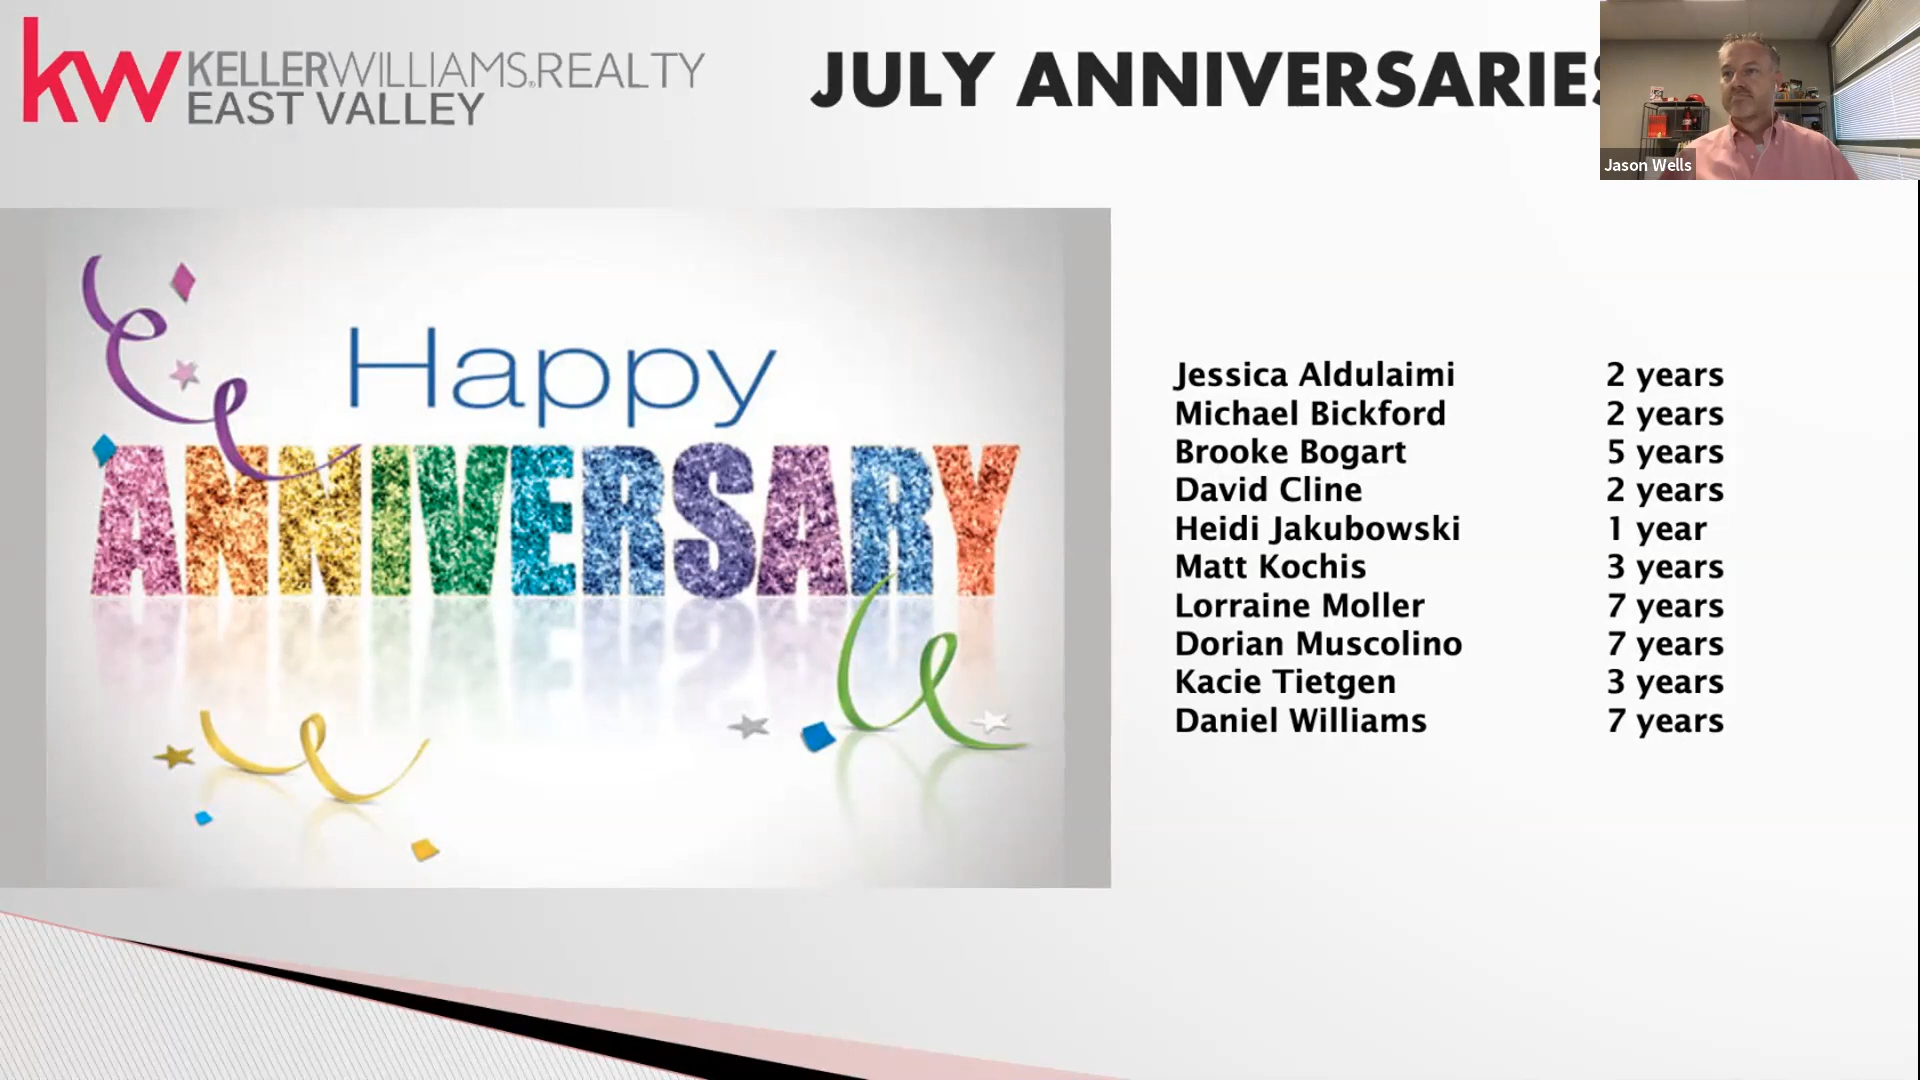 kw KELLERWILLIAMS. REALTY
EAST VALLEY
JULY ANNIVERSARIES
Jason Wells
Happy
ANNIVERSARY
Jessica Aldulaimi 2 years
Michael Bickford 2 years
Brooke Bogart 5 years
David Cline 2 years
Heidi Jakubowski 1 year
Matt Kochis 3 years
Lorraine Moller 7 years
Dorian Muscolino 7 years
Kacie Tietgen 3 years
Daniel Williams 7 years